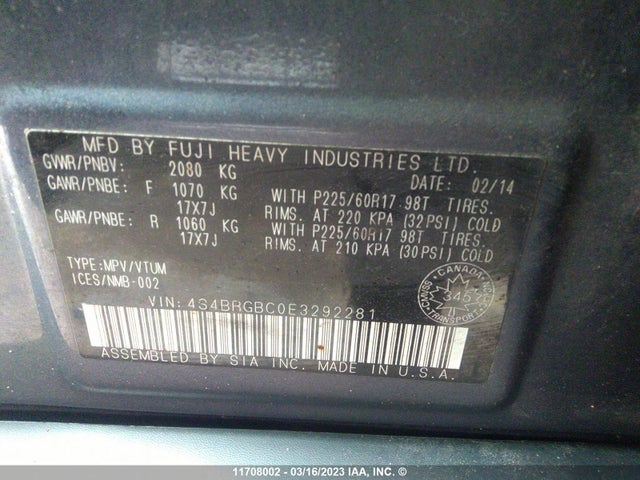 MFD BY FUJI HEAVY INDUSTRIES LTD.
GVWR/PNBV: 2080 KG DATE: 02/14
GAWR/PNBE: F 1070 KG WITH P225/60R17 98T TIRES.
17X7J RIMS. AT 220 KPA (32PSI) COLD
GAWR/PNBE: R 1060 KG WITH P225/60R17 98T TIRES.
17X7J RIMS. AT 210 KPA (30PSI) COLD
TYPE:MPV/VTUM
ICES/NMB-002
CANADA
345
TRANSPORT
VIN: 4S4BRGBC0E3292281
ASSEMBLED BY SIA INC. MADE IN U.S.A.
11708002 - 03/16/2023 IAA, INC. ©